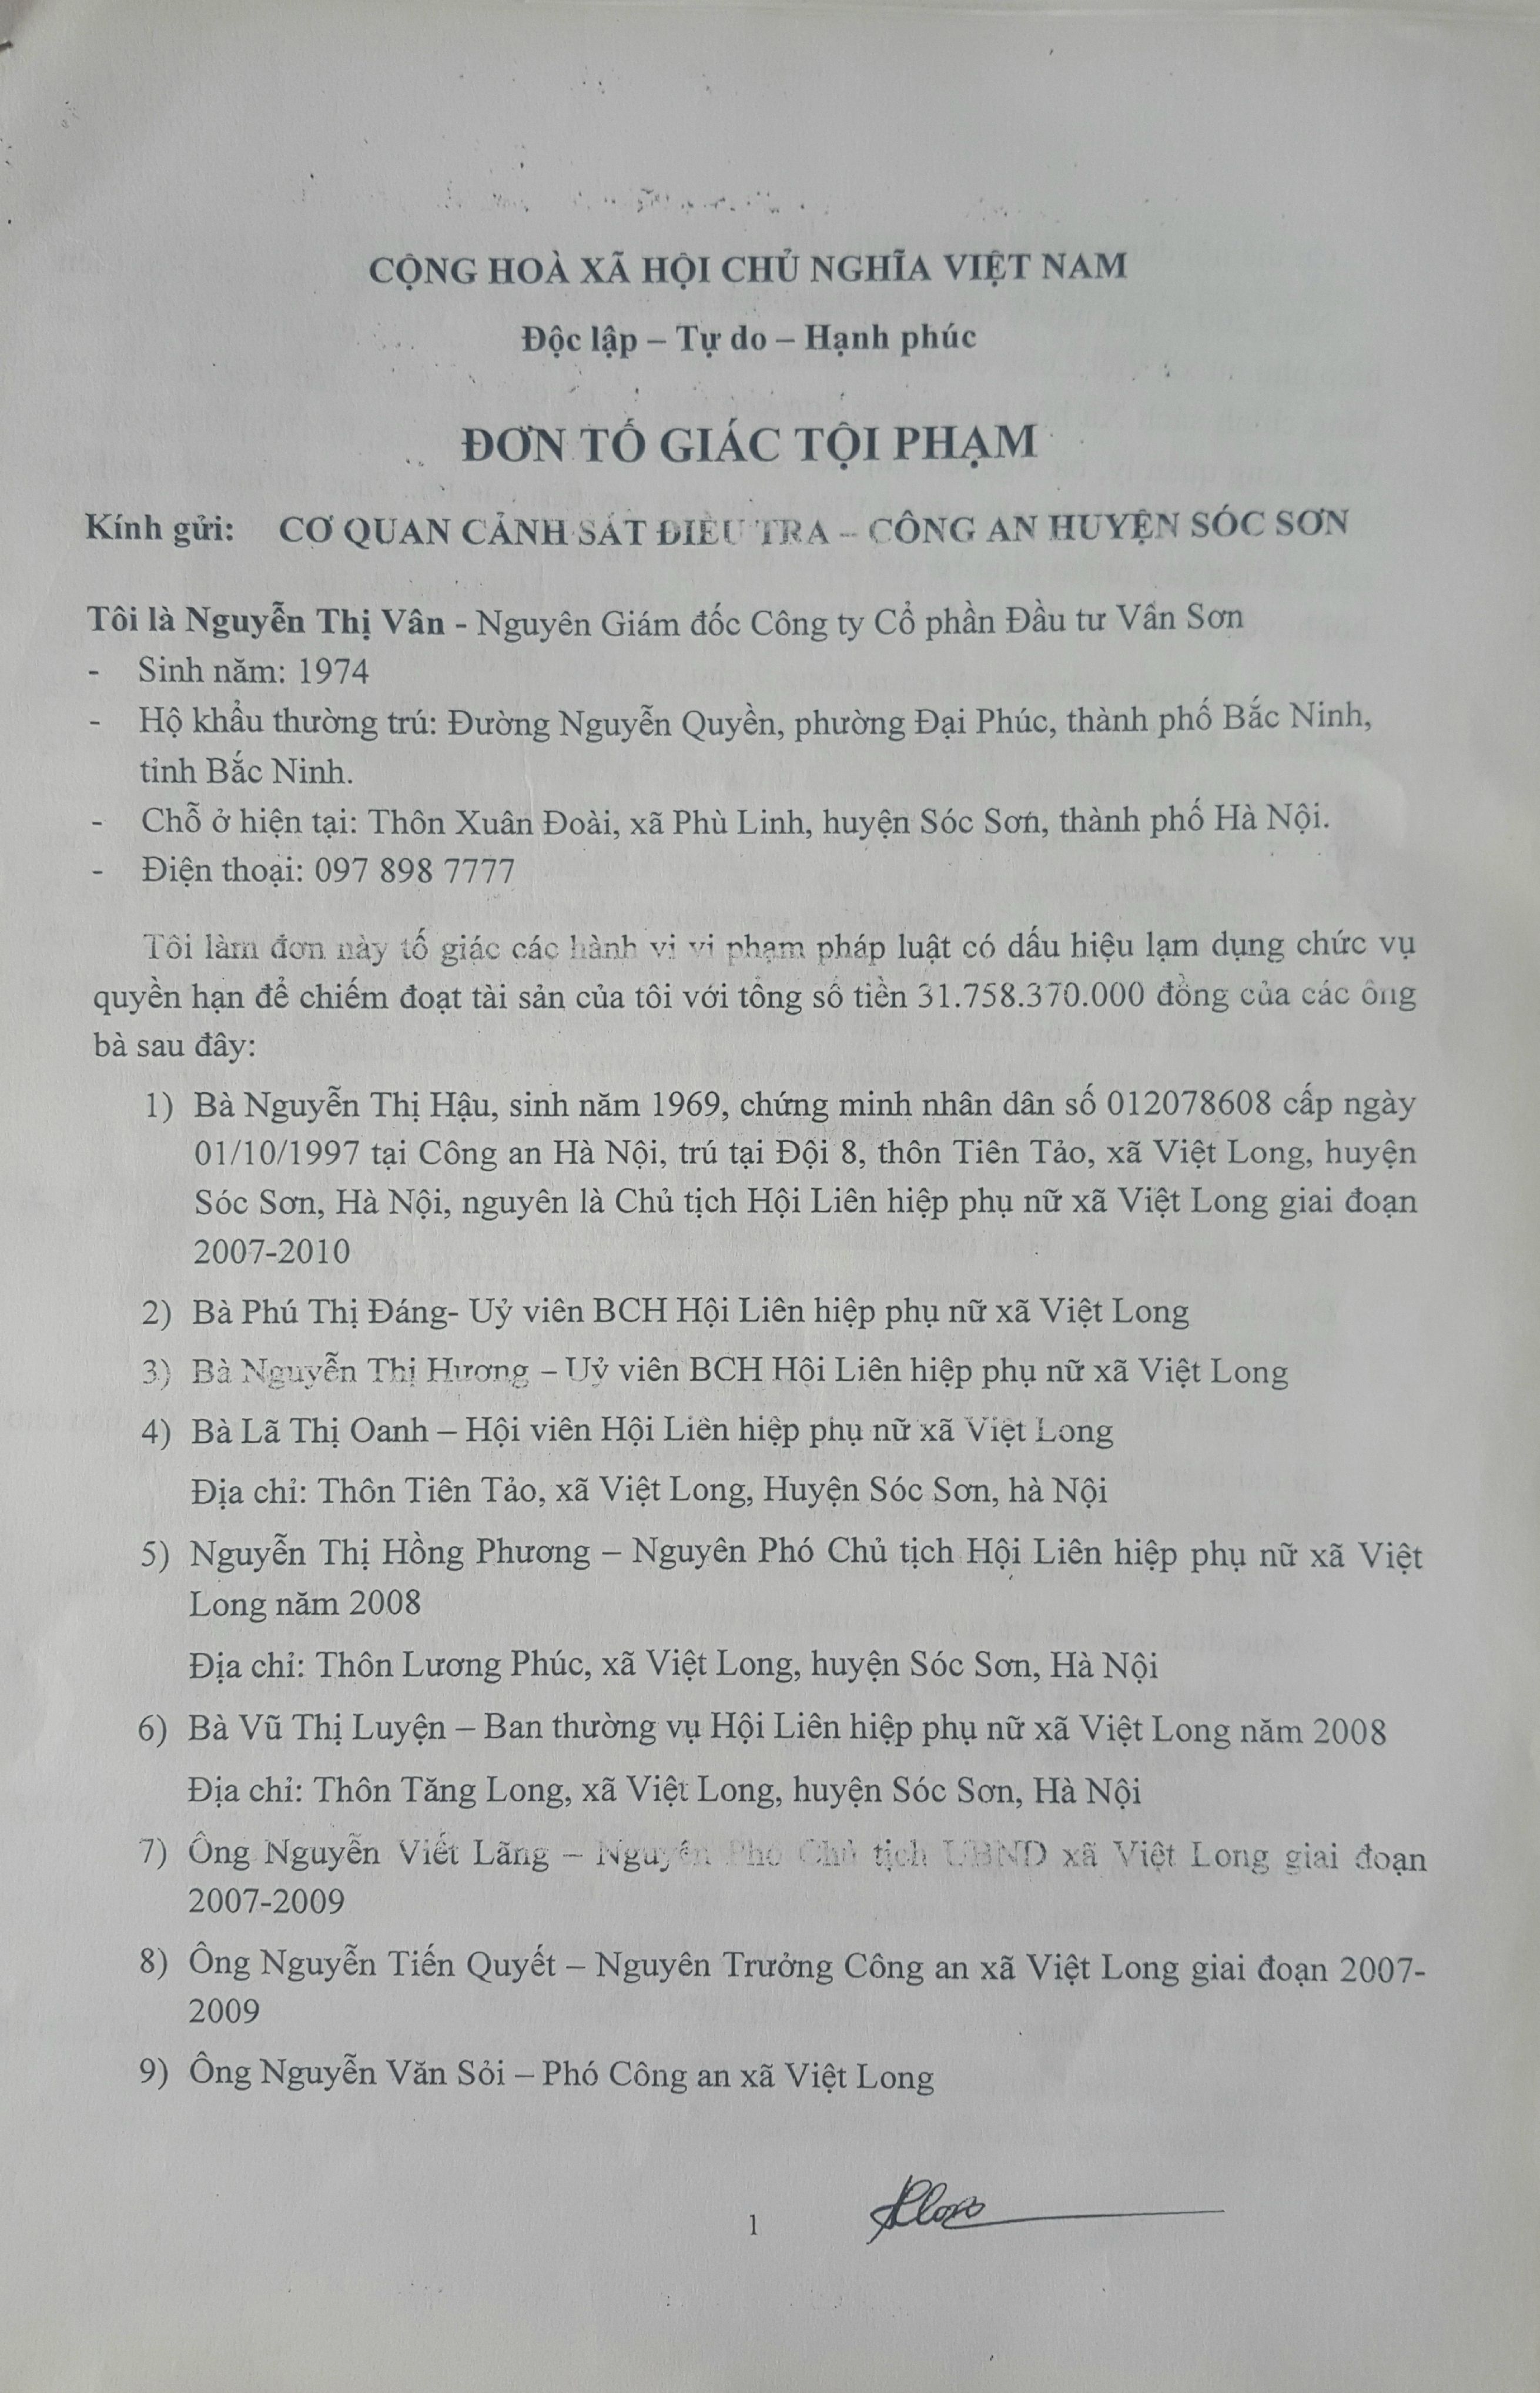 CỘNG HOÀ XÃ HỘI CHỦ NGHĨA VIỆT NAM
Độc lập – Tự do – Hạnh phúc
ĐƠN TỐ GIÁC TỘI PHẠM
Kính gửi: CƠ QUAN CẢNH SÁT ĐIỀU TRA – CÔNG AN HUYỆN SÓC SƠN
Tôi là Nguyễn Thị Vân - Nguyên Giám đốc Công ty Cổ phần Đầu tư Vân Sơn
- Sinh năm: 1974
- Hộ khẩu thường trú: Đường Nguyễn Quyền, phường Đại Phúc, thành phố Bắc Ninh,
tỉnh Bắc Ninh.
- Chỗ ở hiện tại: Thôn Xuân Đoài, xã Phù Linh, huyện Sóc Sơn, thành phố Hà Nội.
- Điện thoại: 097 898 7777
Tôi làm đơn này tố giác các hành vi vi phạm pháp luật có dấu hiệu lạm dụng chức vụ
quyền hạn để chiếm đoạt tài sản của tôi với tổng số tiền 31.758.370.000 đồng của các ông
bà sau đây:
1) Bà Nguyễn Thị Hậu, sinh năm 1969, chứng minh nhân dân số 012078608 cấp ngày
01/10/1997 tại Công an Hà Nội, trú tại Đội 8, thôn Tiên Tảo, xã Việt Long, huyện
Sóc Sơn, Hà Nội, nguyên là Chủ tịch Hội Liên hiệp phụ nữ xã Việt Long giai đoạn
2007-2010
2) Bà Phú Thị Đáng- Uỷ viên BCH Hội Liên hiệp phụ nữ xã Việt Long
3) Bà Nguyễn Thị Hương – Uỷ viên BCH Hội Liên hiệp phụ nữ xã Việt Long
4) Bà Lã Thị Oanh – Hội viên Hội Liên hiệp phụ nữ xã Việt Long
Địa chỉ: Thôn Tiên Tảo, xã Việt Long, Huyện Sóc Sơn, hà Nội
5) Nguyễn Thị Hồng Phương – Nguyên Phó Chủ tịch Hội Liên hiệp phụ nữ xã Việt
Long năm 2008
Địa chỉ: Thôn Lương Phúc, xã Việt Long, huyện Sóc Sơn, Hà Nội
6) Bà Vũ Thị Luyện – Ban thường vụ Hội Liên hiệp phụ nữ xã Việt Long năm 2008
Địa chỉ: Thôn Tăng Long, xã Việt Long, huyện Sóc Sơn, Hà Nội
7) Ông Nguyễn Viết Lãng – Nguyên Phó Chủ tịch UBND xã Việt Long giai đoạn
2007-2009
8) Ông Nguyễn Tiến Quyết – Nguyên Trưởng Công an xã Việt Long giai đoạn 2007-
2009
9) Ông Nguyễn Văn Sỏi – Phó Công an xã Việt Long
1